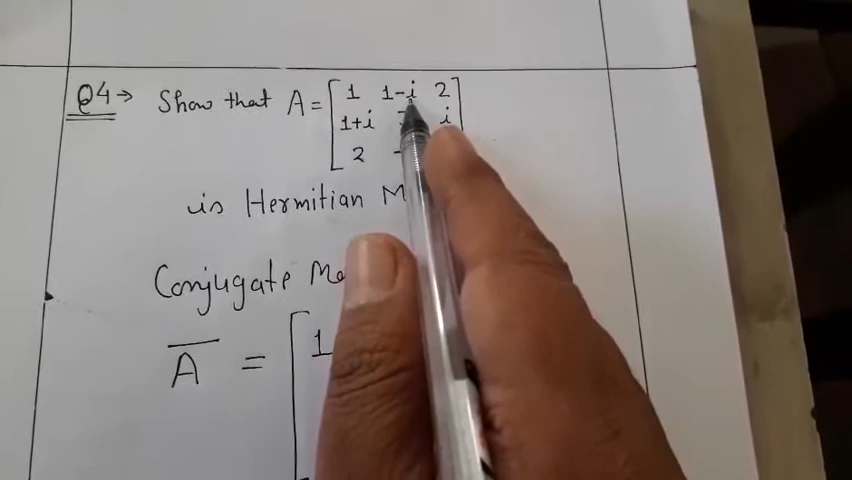 Q4→ Show that A = [ 1 1-i 2
1+i i
2 -
is Hermitian
Conjugate
A̅ = [ 1